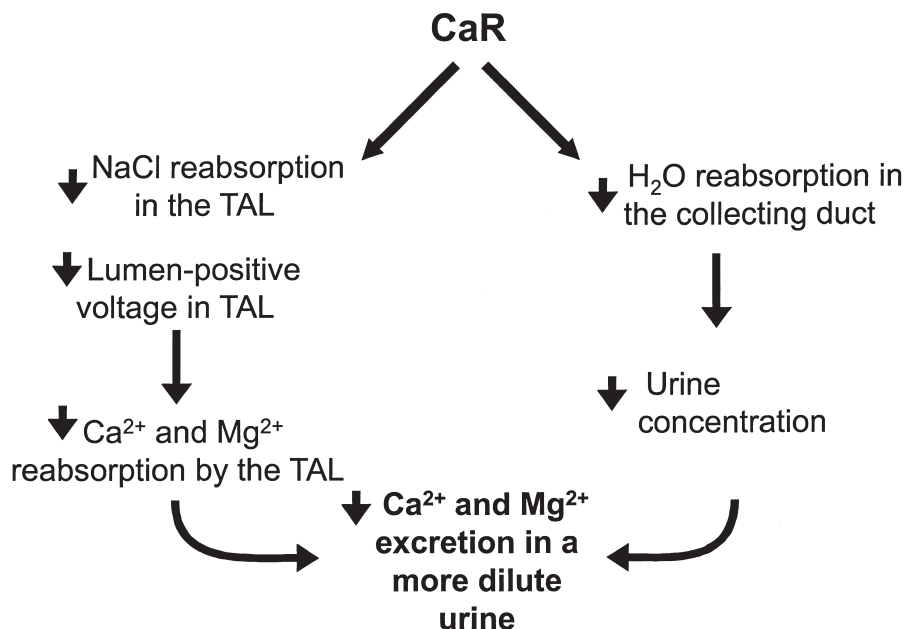 CaR
NaCl reabsorption
in the TAL
Lumen-positive
voltage in TAL
Ca²⁺ and Mg²⁺
reabsorption by the TAL
H₂O reabsorption in
the collecting duct
Urine
concentration
Ca²⁺ and Mg²⁺
excretion in a
more dilute
urine